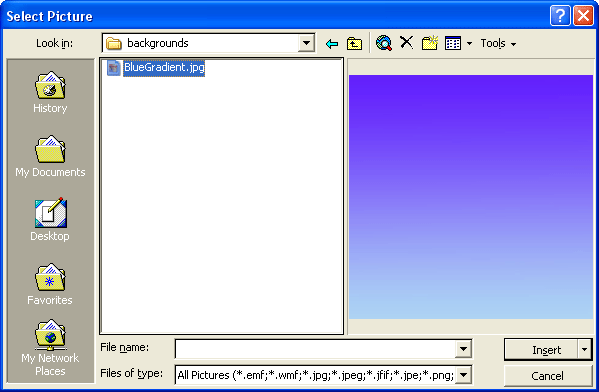 Select Picture
Look in:
backgrounds
Tools
BlueGradient.jpg
History
My Documents
Desktop
Favorites
My Network
Places
File name:
Insert
Files of type:
All Pictures (*.emf;*.wmf;*.jpg;*.jpeg;*.jfif;*.jpe;*.png;
Cancel